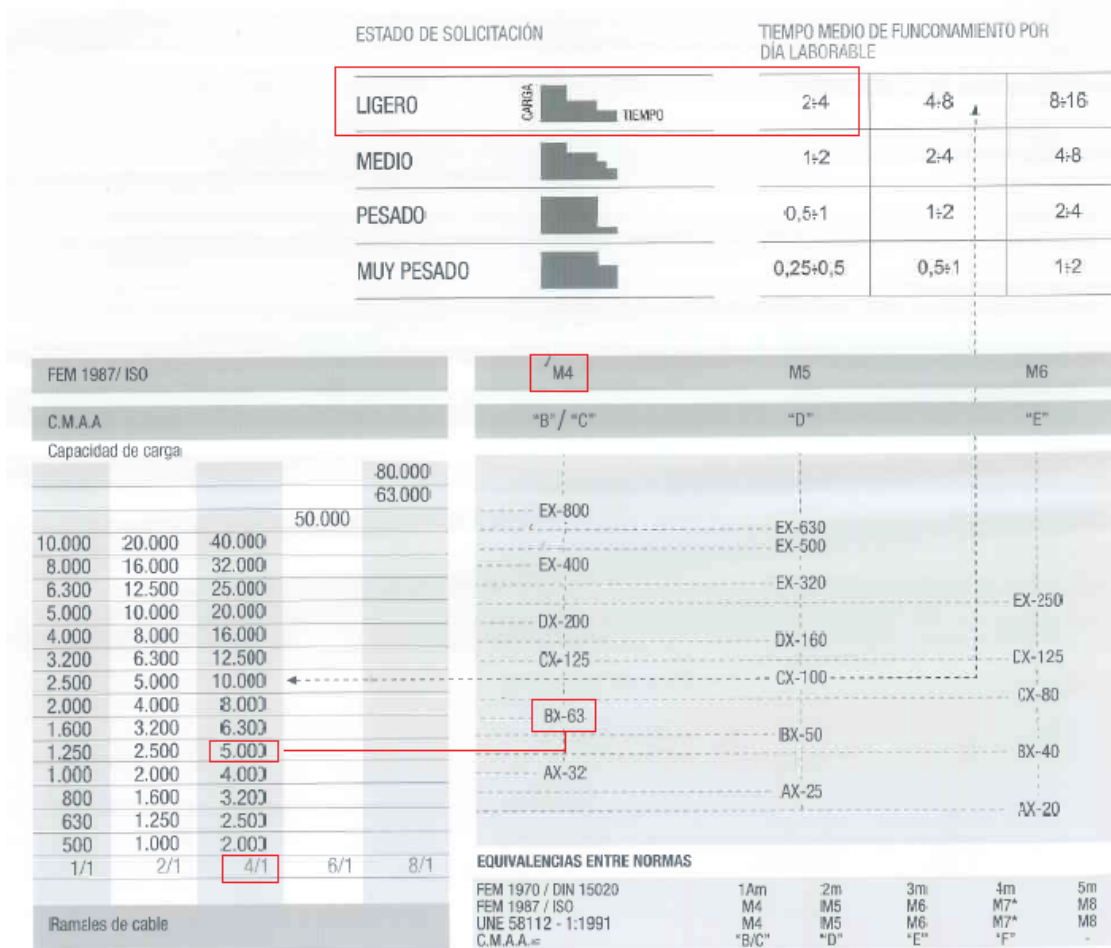 ESTADO DE SOLICITACIÓN
TIEMPO MEDIO DE FUNCONAMIENTO POR
DÍA LABORABLE
LIGERO CARGA TIEMPO 2÷4 4÷8 8÷16
MEDIO 1÷2 2÷4 4÷8
PESADO 0,5÷1 1÷2 2÷4
MUY PESADO 0,25÷0,5 0,5÷1 1÷2
FEM 1987/ ISO M4 M5 M6
C.M.A.A "B" / "C" "D" "E"
Capacidad de carga
80.000
63.000
50.000
10.000 20.000 40.000
8.000 16.000 32.000
6.300 12.500 25.000
5.000 10.000 20.000
4.000 8.000 16.000
3.200 6.300 12.500
2.500 5.000 10.000
2.000 4.000 8.000
1.600 3.200 6.300
1.250 2.500 5.000
1.000 2.000 4.000
800 1.600 3.200
630 1.250 2.500
500 1.000 2.000
1/1 2/1 4/1 6/1 8/1
Ramales de cable
EX-800
EX-630
EX-500
EX-400
EX-320
EX-250
DX-200
DX-160
CX-125 CX-125
CX-100
CX-80
BX-63
BX-50
BX-40
AX-32
AX-25
AX-20
EQUIVALENCIAS ENTRE NORMAS
FEM 1970 / DIN 15020 1Am 2m 3m 4m 5m
FEM 1987 / ISO M4 M5 M6 M7* M8
UNE 58112 - 1:1991 M4 M5 M6 M7* M8
C.M.A.A.= "B/C" "D" "E" "F" -